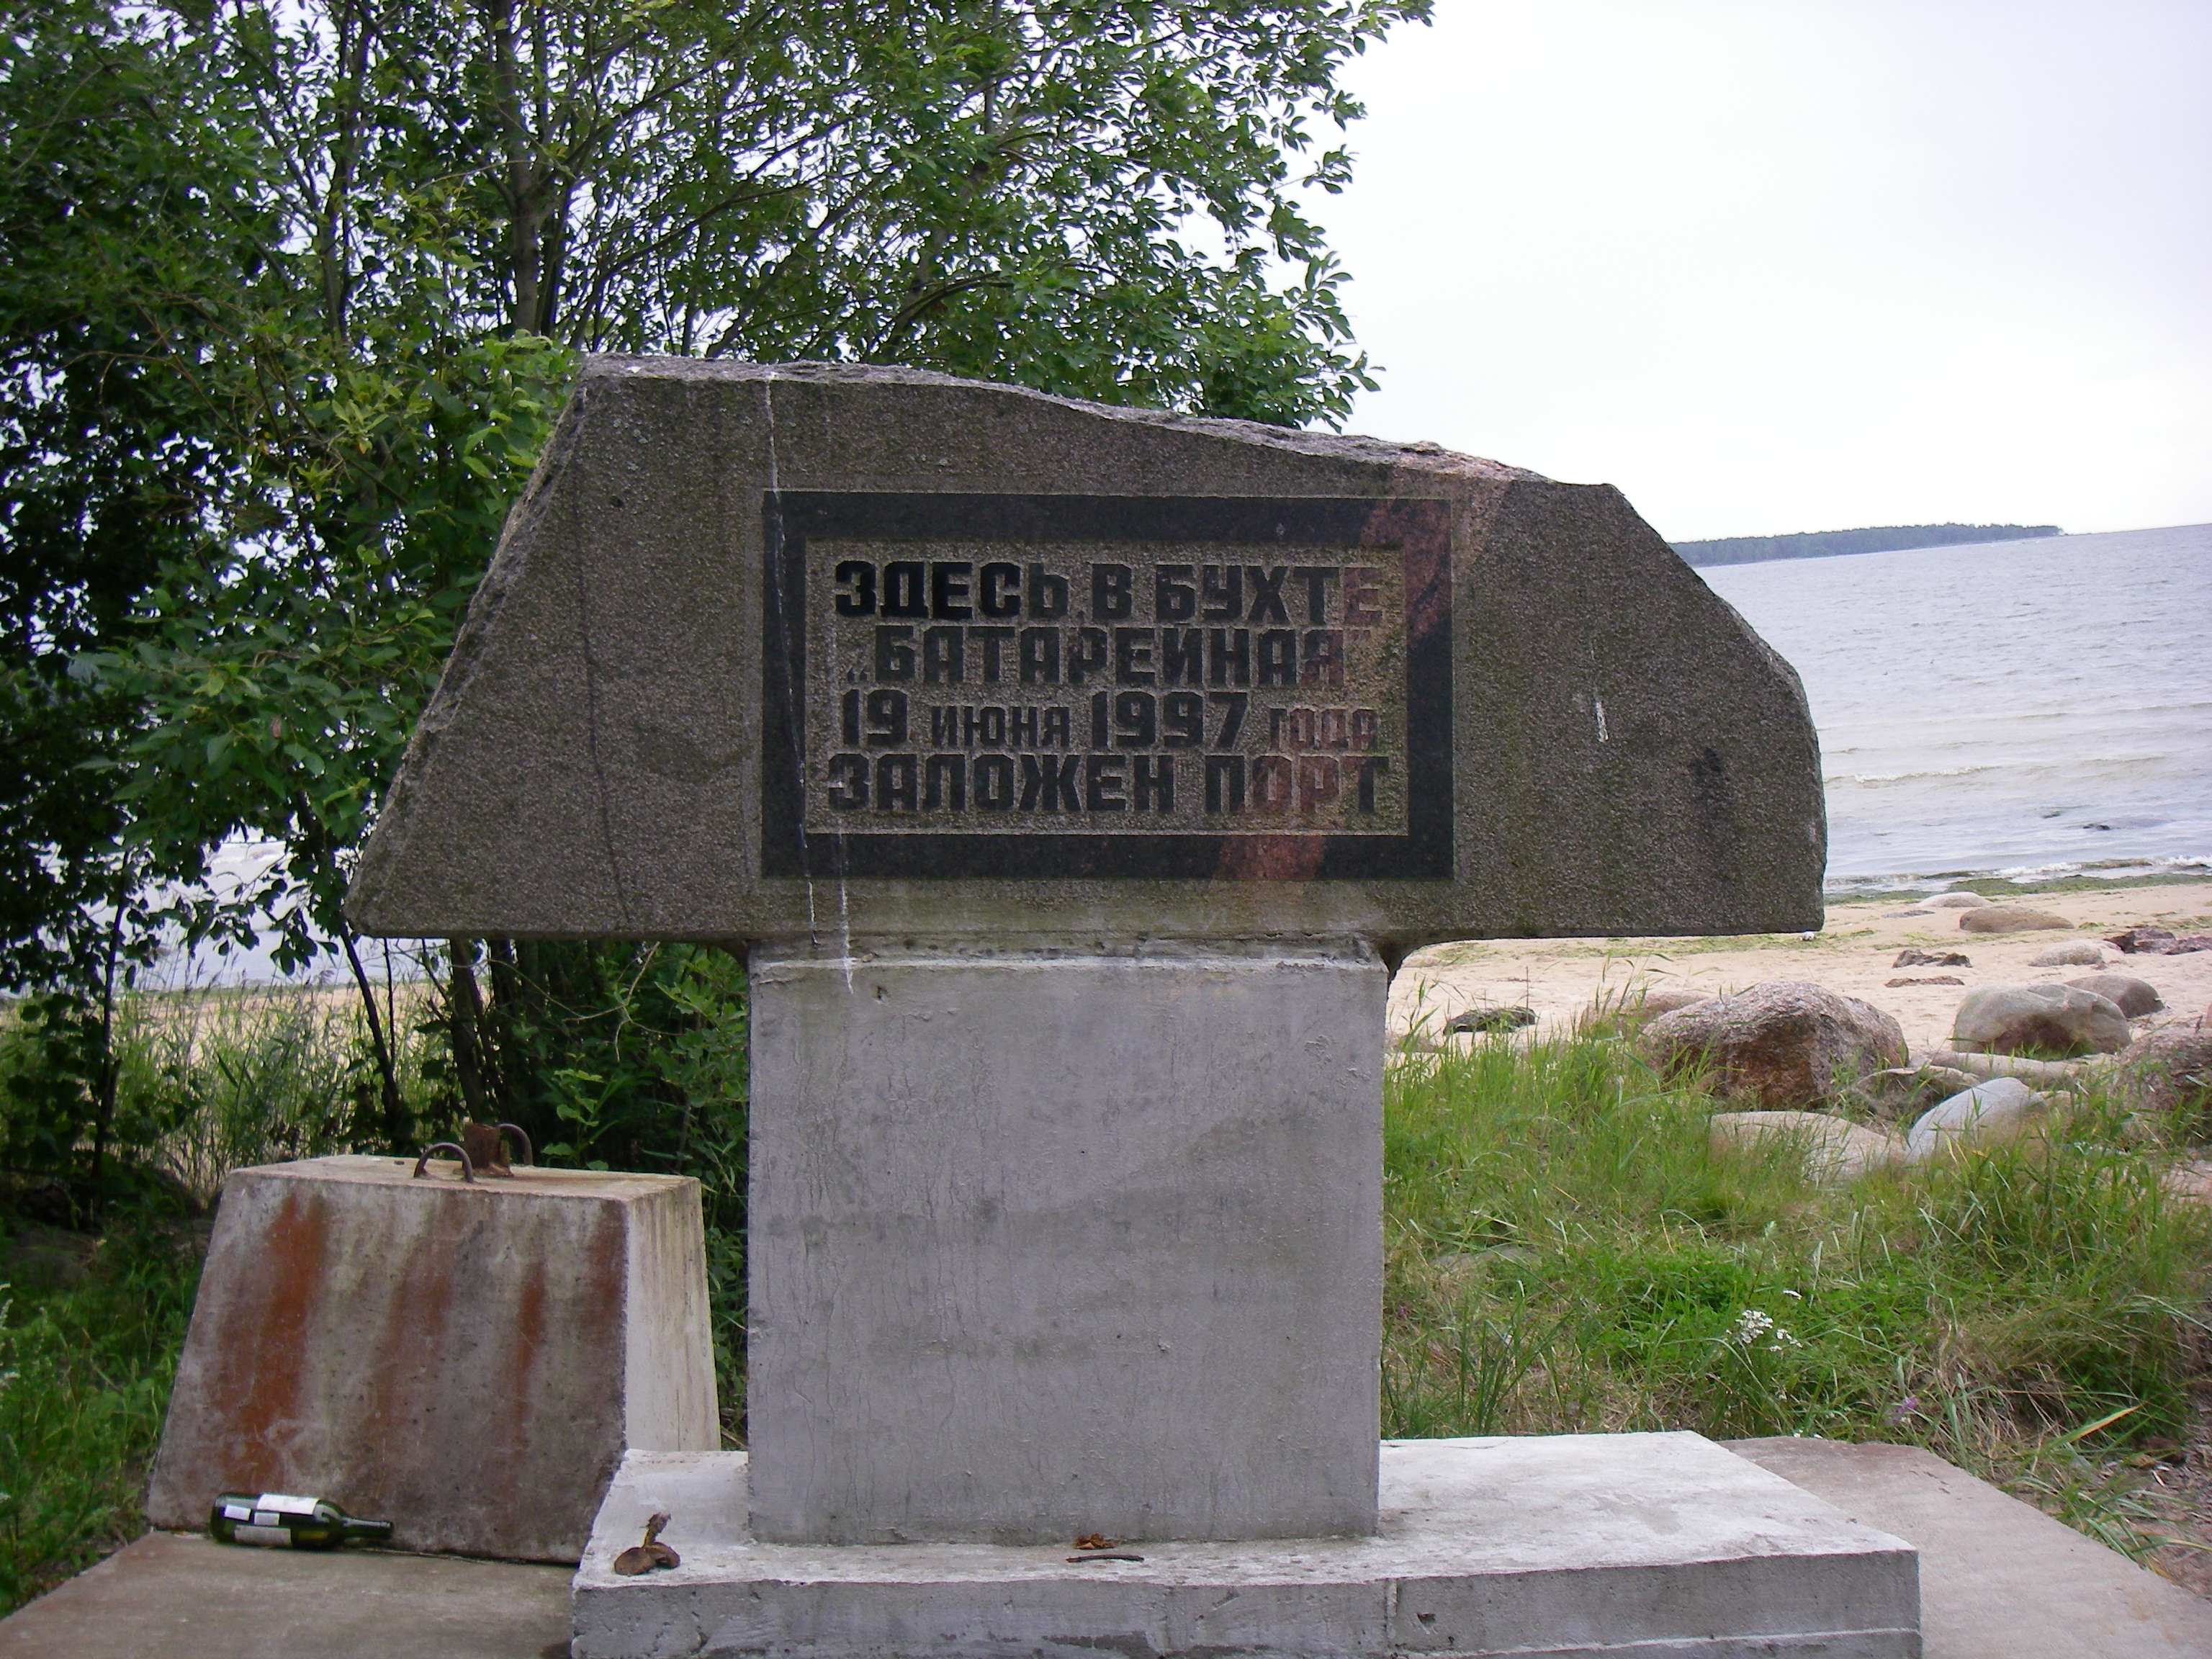 ЗДЕСЬ, В БУХТЕ
„БАТАРЕЙНАЯ"
19 ИЮНЯ 1997 ГОДА
ЗАЛОЖЕН ПОРТ